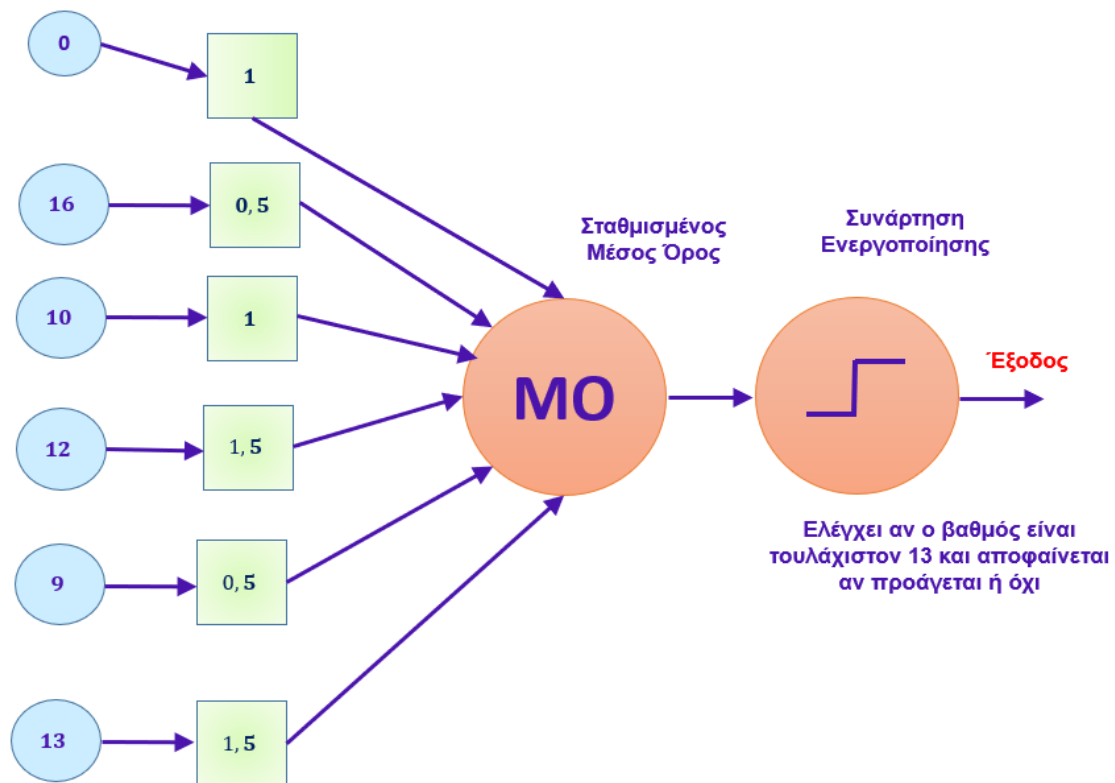 0
1
16
0,5
Σταθμισμένος
Μέσος Όρος
Συνάρτηση
Ενεργοποίησης
10
1
ΜΟ
Έξοδος
12
1,5
9
0,5
Ελέγχει αν ο βαθμός είναι
τουλάχιστον 13 και αποφαίνεται
αν προάγεται ή όχι
13
1,5